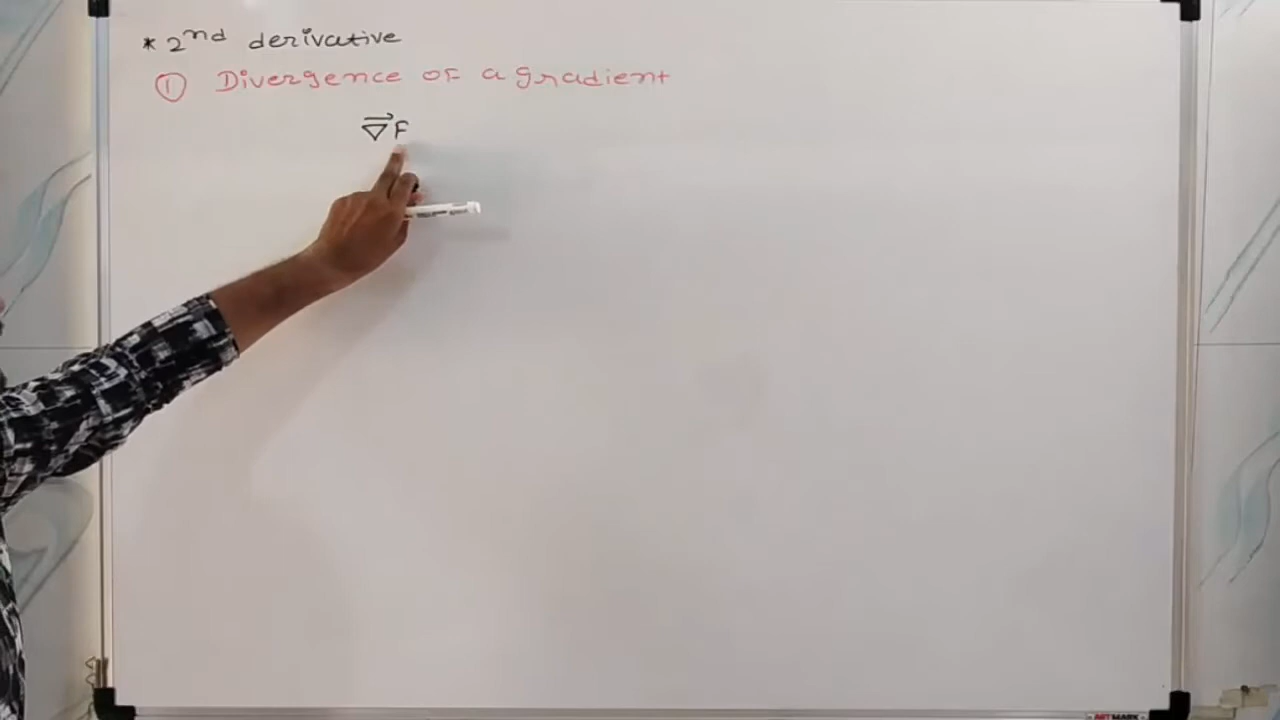 * 2nd derivative
① Divergence of a gradient
∇⃗F